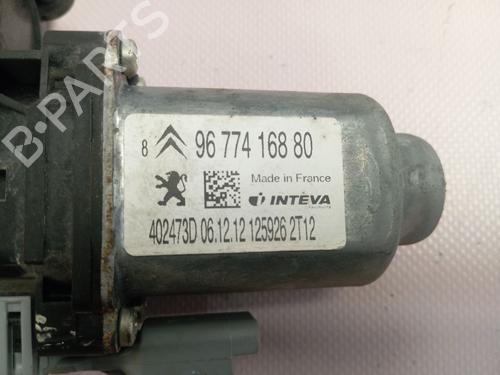 B-PARTS
8 96 774 168 80
Made in France
INTEVA
402473D 06.12.12 125926 2T12